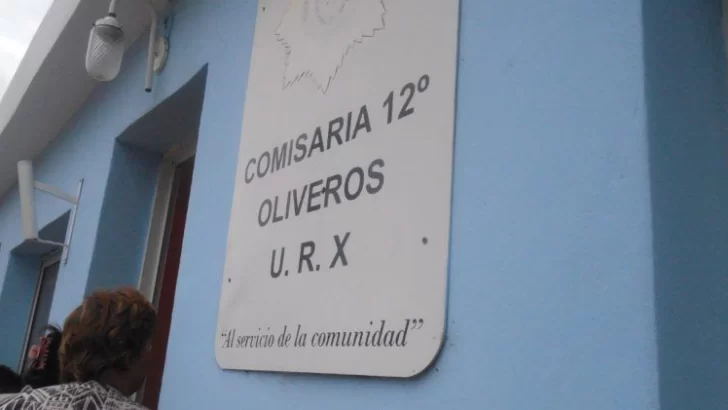 COMISARIA 12º
OLIVEROS
U. R. X
"Al servicio de la comunidad"